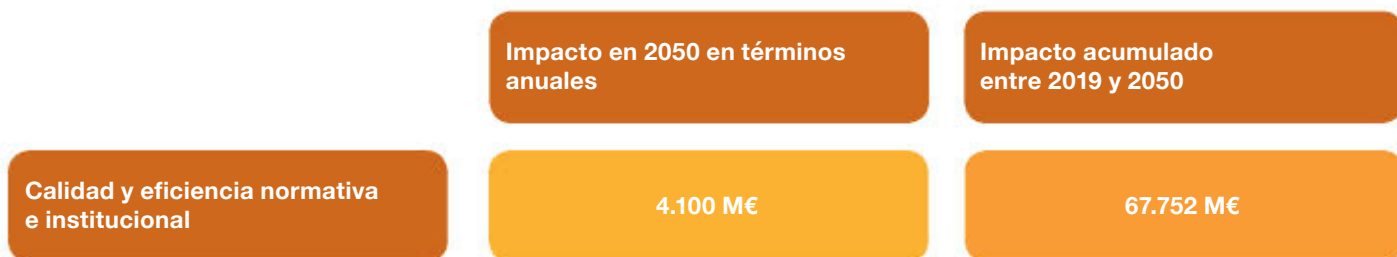 Impacto en 2050 en términos
anuales
Impacto acumulado
entre 2019 y 2050
Calidad y eficiencia normativa
e institucional
4.100 M€
67.752 M€